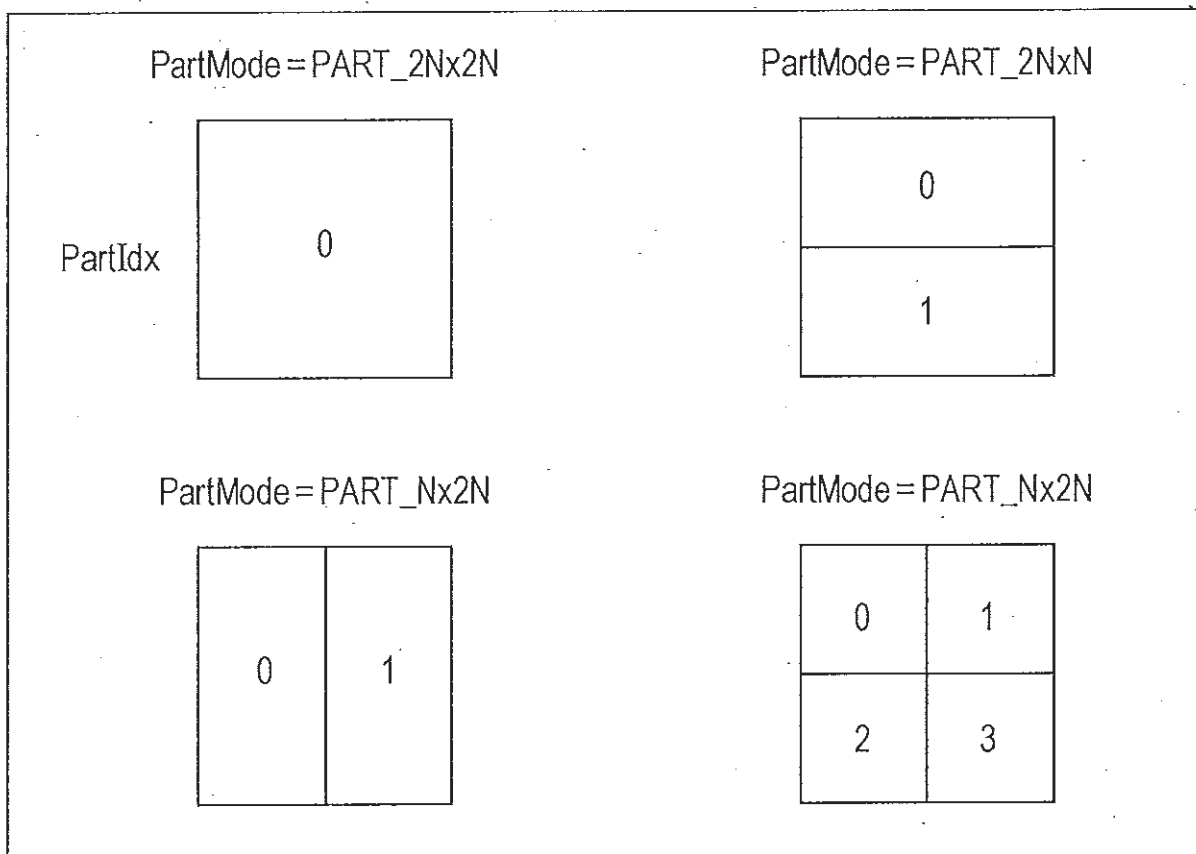 PartMode=PART_2Nx2N
PartMode=PART_2NxN
PartIdx
0
0
1
PartMode=PART_Nx2N
PartMode=PART_Nx2N
0 1
0 1
2 3